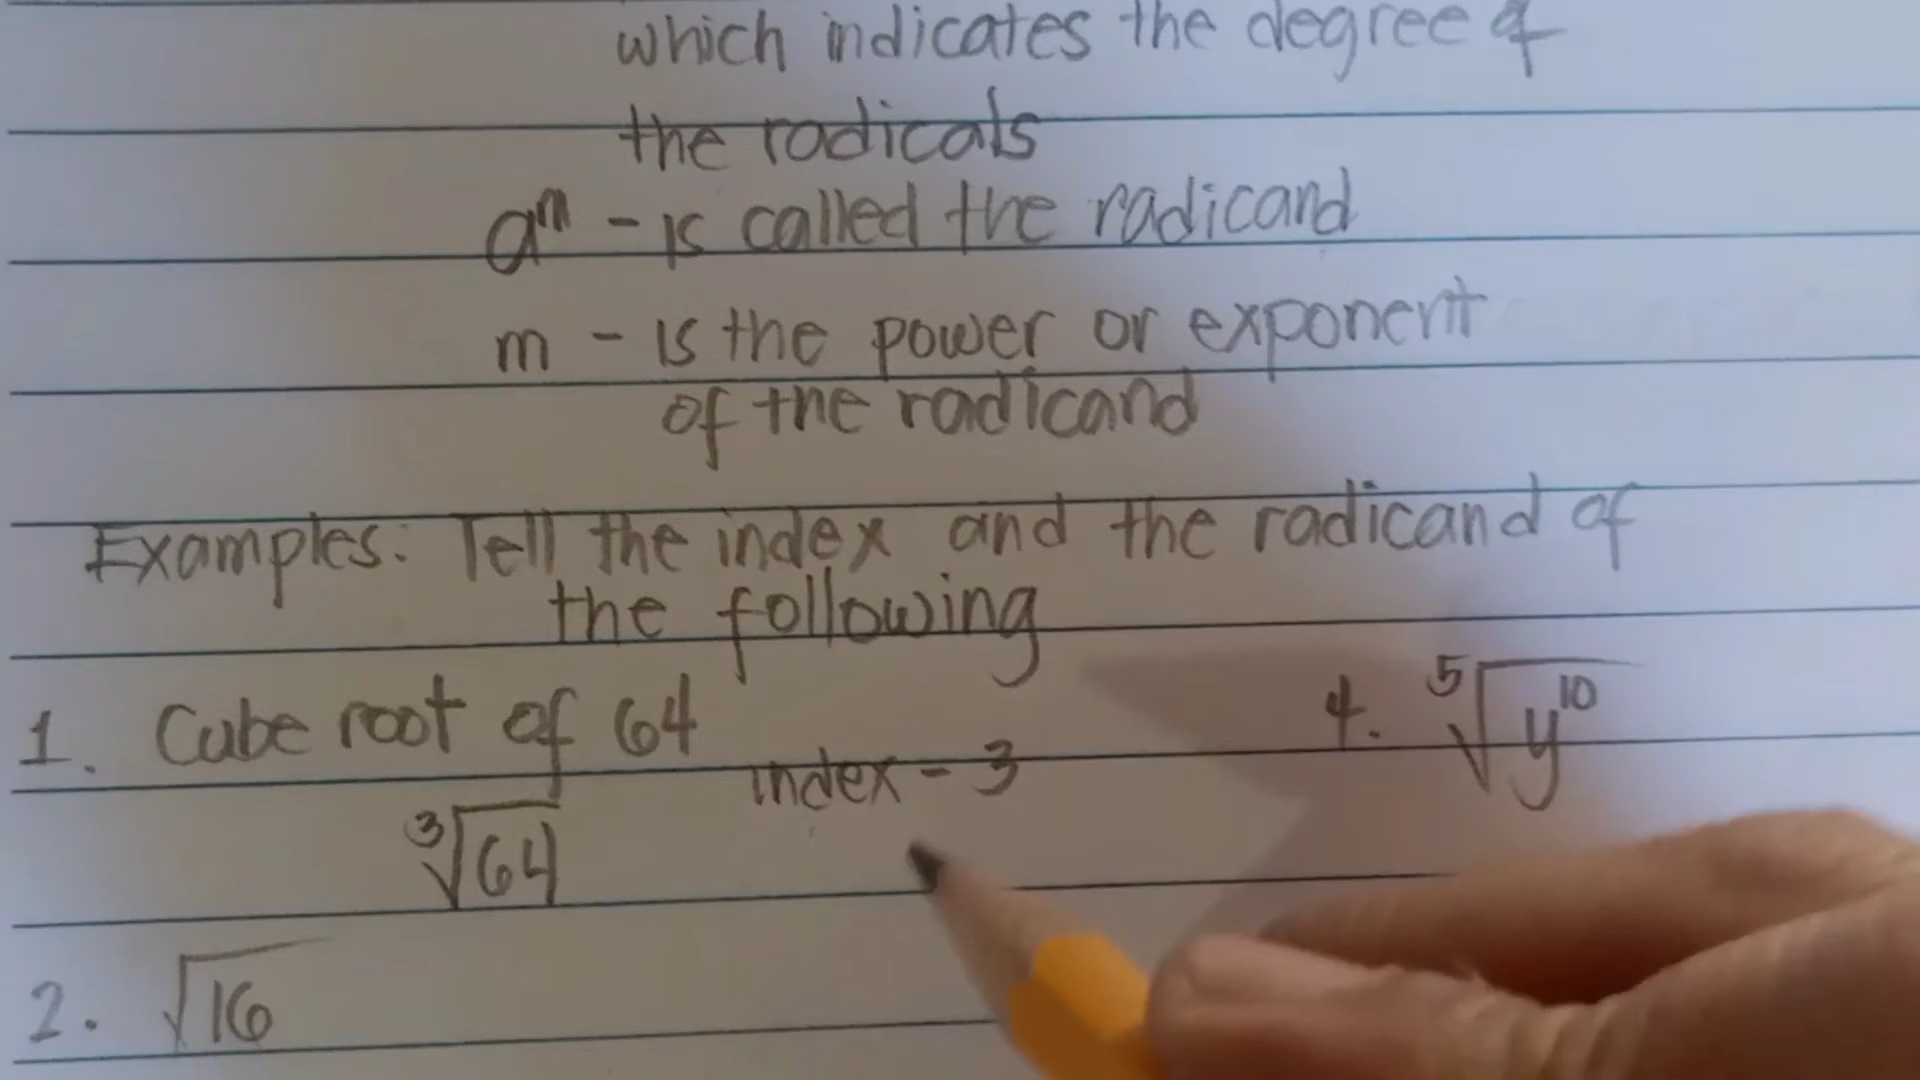 which indicates the degree of
the radicals
aᵐ - is called the radicand
m - is the power or exponent
of the radicand
Examples: Tell the index and the radicand of
the following
1. Cube root of 64
index - 3
∛64
4. ⁵√y¹⁰
2. √16